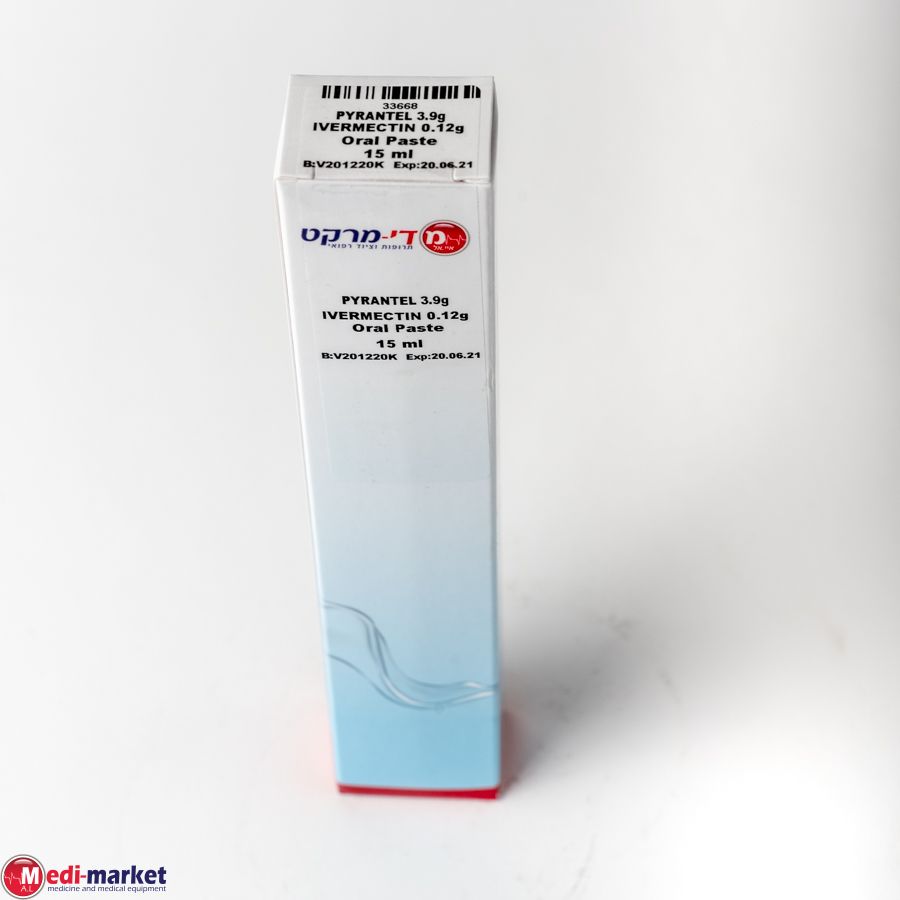 33668
PYRANTEL 3.9g
IVERMECTIN 0.12g
Oral Paste
15 ml
B:V201220K Exp:20.06.21
מדי-מרקט
איי.אל
תרופות וציוד רפואי
PYRANTEL 3.9g
IVERMECTIN 0.12g
Oral Paste
15 ml
B:V201220K Exp:20.06.21
Medi-market
A.L
medicine and medical equipment